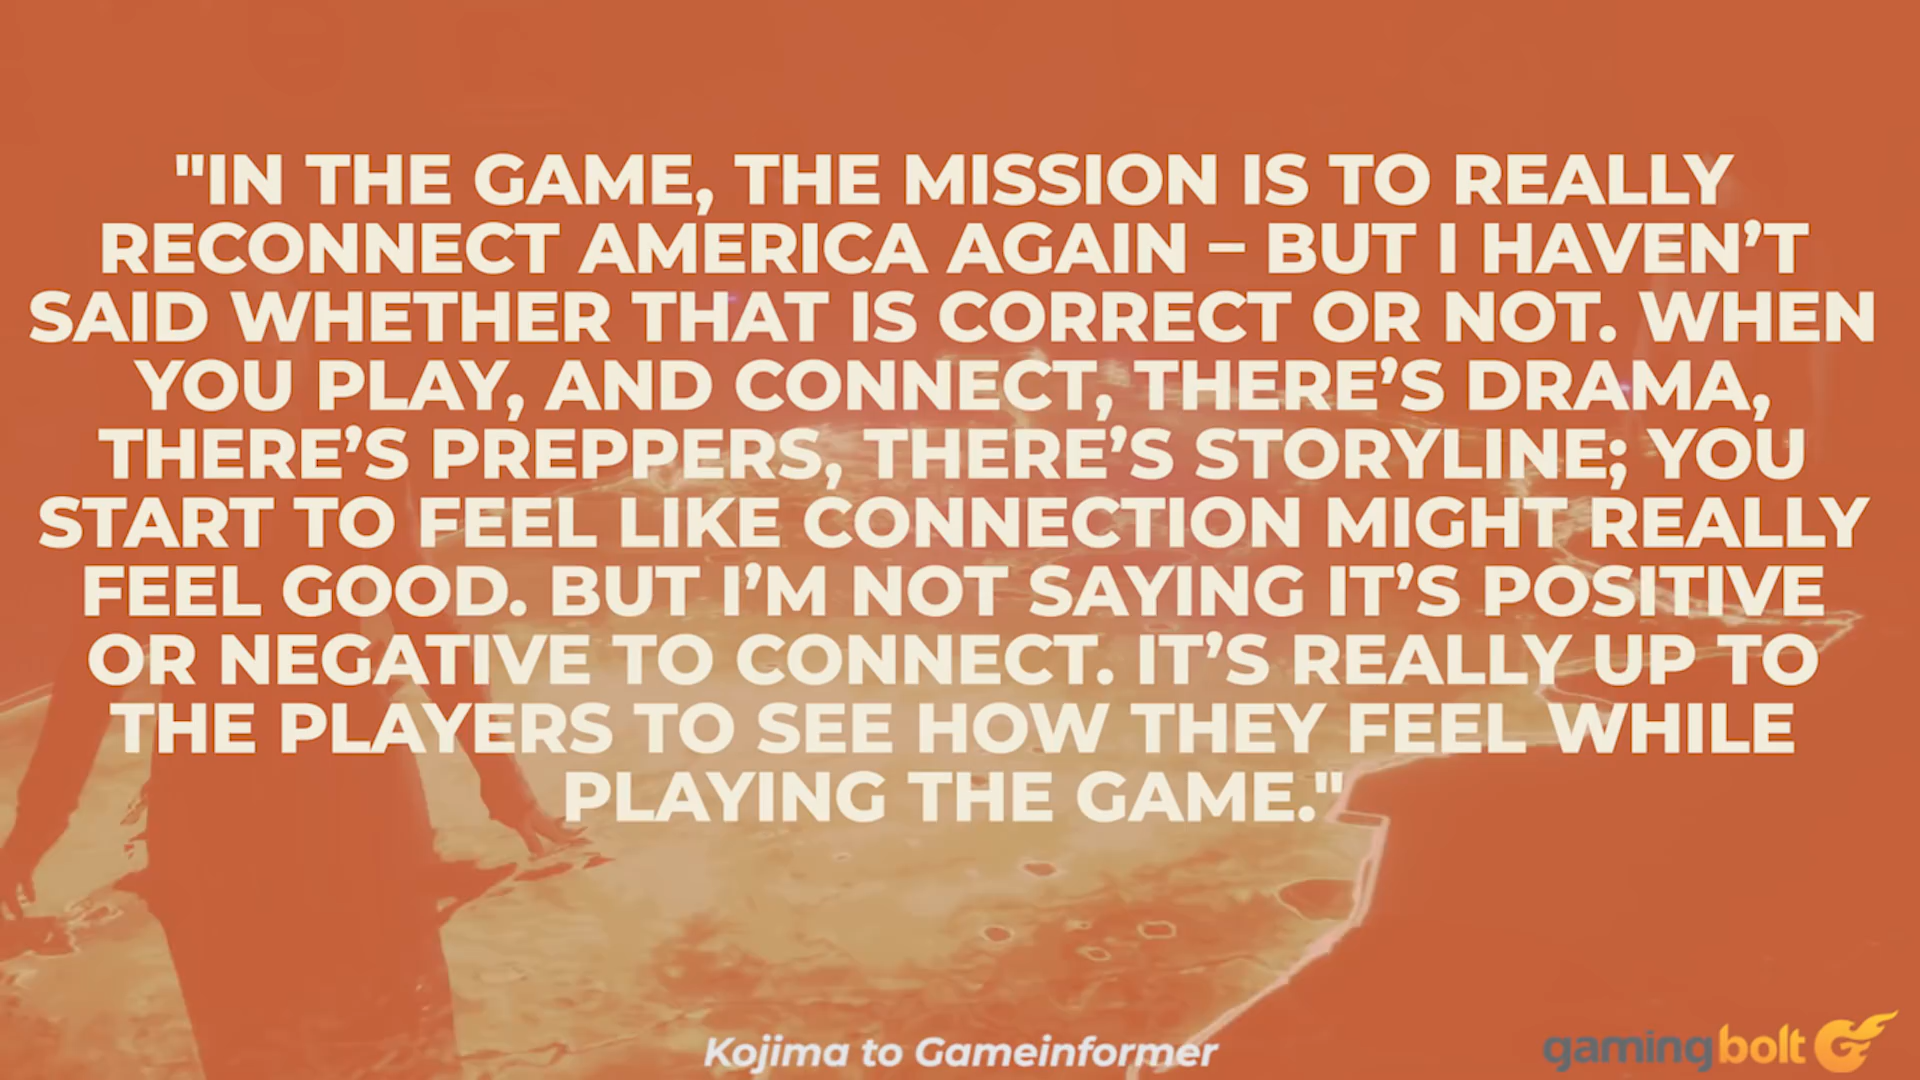 "IN THE GAME, THE MISSION IS TO REALLY
RECONNECT AMERICA AGAIN – BUT I HAVEN’T
SAID WHETHER THAT IS CORRECT OR NOT. WHEN
YOU PLAY, AND CONNECT, THERE’S DRAMA,
THERE’S PREPPERS, THERE’S STORYLINE; YOU
START TO FEEL LIKE CONNECTION MIGHT REALLY
FEEL GOOD. BUT I’M NOT SAYING IT’S POSITIVE
OR NEGATIVE TO CONNECT. IT’S REALLY UP TO
THE PLAYERS TO SEE HOW THEY FEEL WHILE
PLAYING THE GAME."
Kojima to Gameinformer
gamingbolt